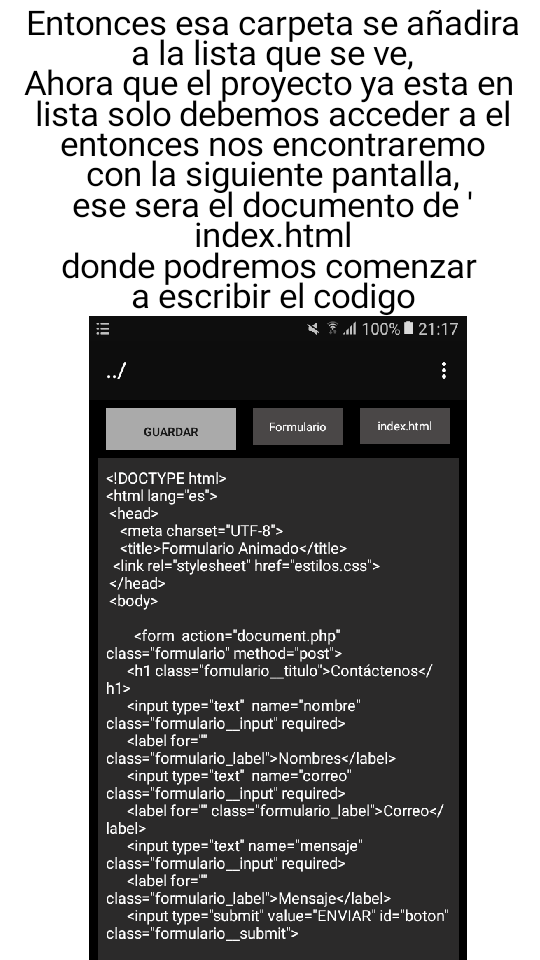 Entonces esa carpeta se añadira
a la lista que se ve,
Ahora que el proyecto ya esta en
lista solo debemos acceder a el
entonces nos encontraremo
con la siguiente pantalla,
ese sera el documento de '
index.html
donde podremos comenzar
a escribir el codigo
100% 21:17
../
GUARDAR Formulario index.html
<!DOCTYPE html>
<html lang="es">
<head>
<meta charset="UTF-8">
<title>Formulario Animado</title>
<link rel="stylesheet" href="estilos.css">
</head>
<body>
<form action="document.php"
class="formulario" method="post">
<h1 class="fomulario__titulo">Contáctenos</
h1>
<input type="text" name="nombre"
class="formulario__input" required>
<label for=""
class="formulario_label">Nombres</label>
<input type="text" name="correo"
class="formulario__input" required>
<label for="" class="formulario_label">Correo</
label>
<input type="text" name="mensaje"
class="formulario__input" required>
<label for=""
class="formulario_label">Mensaje</label>
<input type="submit" value="ENVIAR" id="boton"
class="formulario__submit">